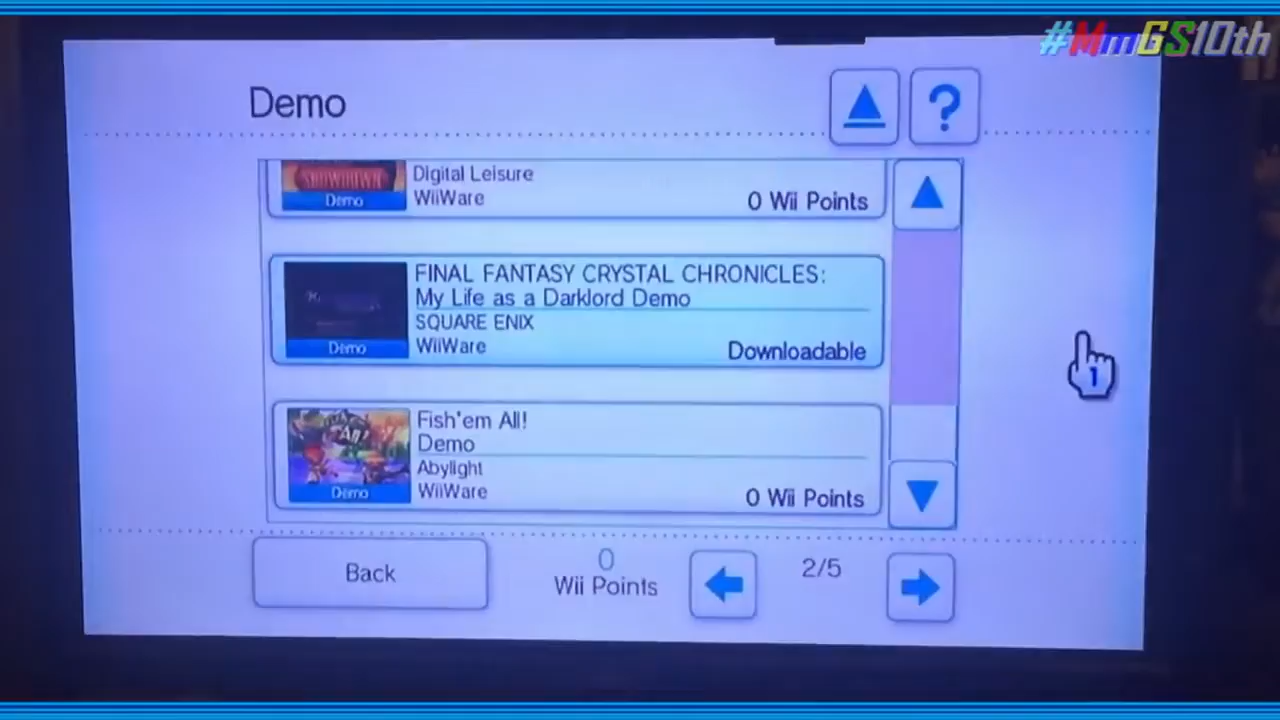 #MmGS10th
Demo
?
SHOWDOWN
Demo
Digital Leisure
WiiWare
0 Wii Points
Demo
FINAL FANTASY CRYSTAL CHRONICLES:
My Life as a Darklord Demo
SQUARE ENIX
WiiWare
Downloadable
Demo
Fish'em All!
Demo
Abylight
WiiWare
0 Wii Points
1
Back
0
Wii Points
2/5